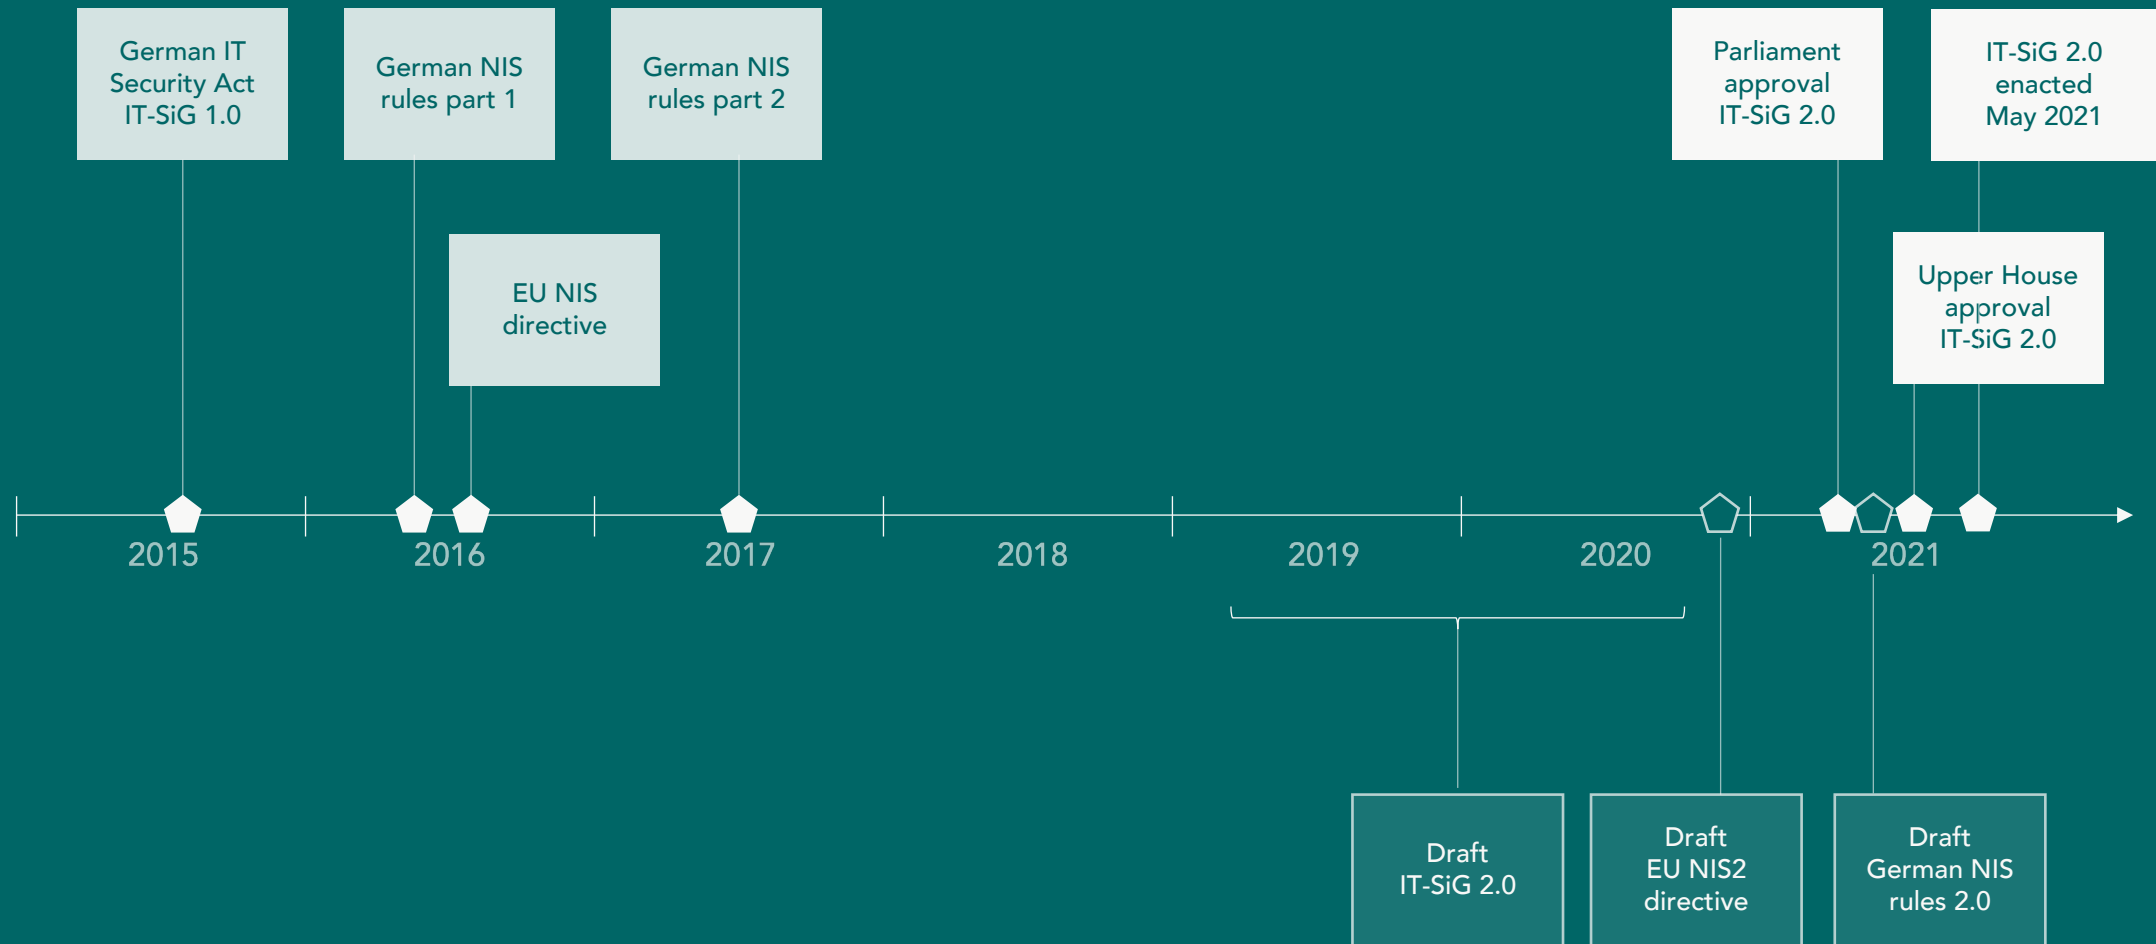 German IT
Security Act
IT-SiG 1.0
German NIS
rules part 1
German NIS
rules part 2
Parliament
approval
IT-SiG 2.0
IT-SiG 2.0
enacted
May 2021
EU NIS
directive
Upper House
approval
IT-SiG 2.0
2015
2016
2017
2018
2019
2020
2021
Draft
IT-SiG 2.0
Draft
EU NIS2
directive
Draft
German NIS
rules 2.0